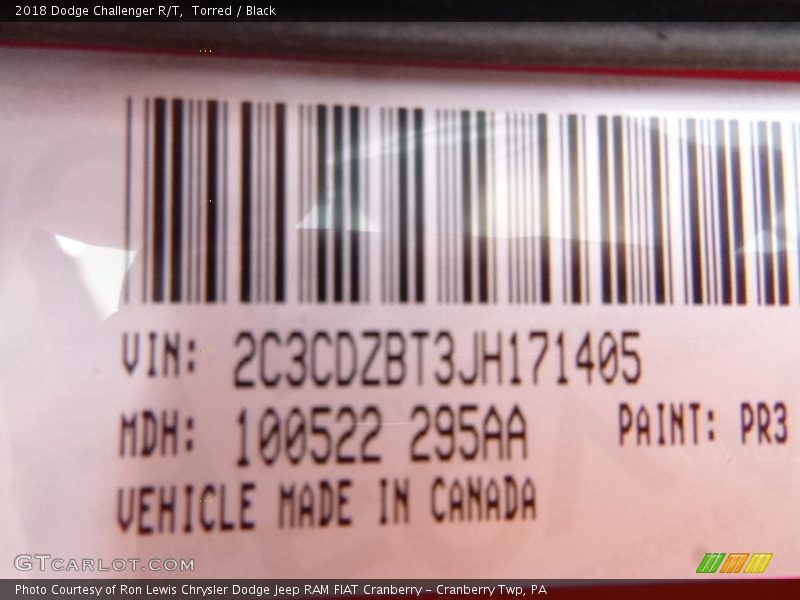 2018 Dodge Challenger R/T, Torred / Black
VIN: 2C3CDZBT3JH171405
MDH: 100522 295AA PAINT: PR3
VEHICLE MADE IN CANADA
GTCARLOT.COM
Photo Courtesy of Ron Lewis Chrysler Dodge Jeep RAM FIAT Cranberry – Cranberry Twp, PA